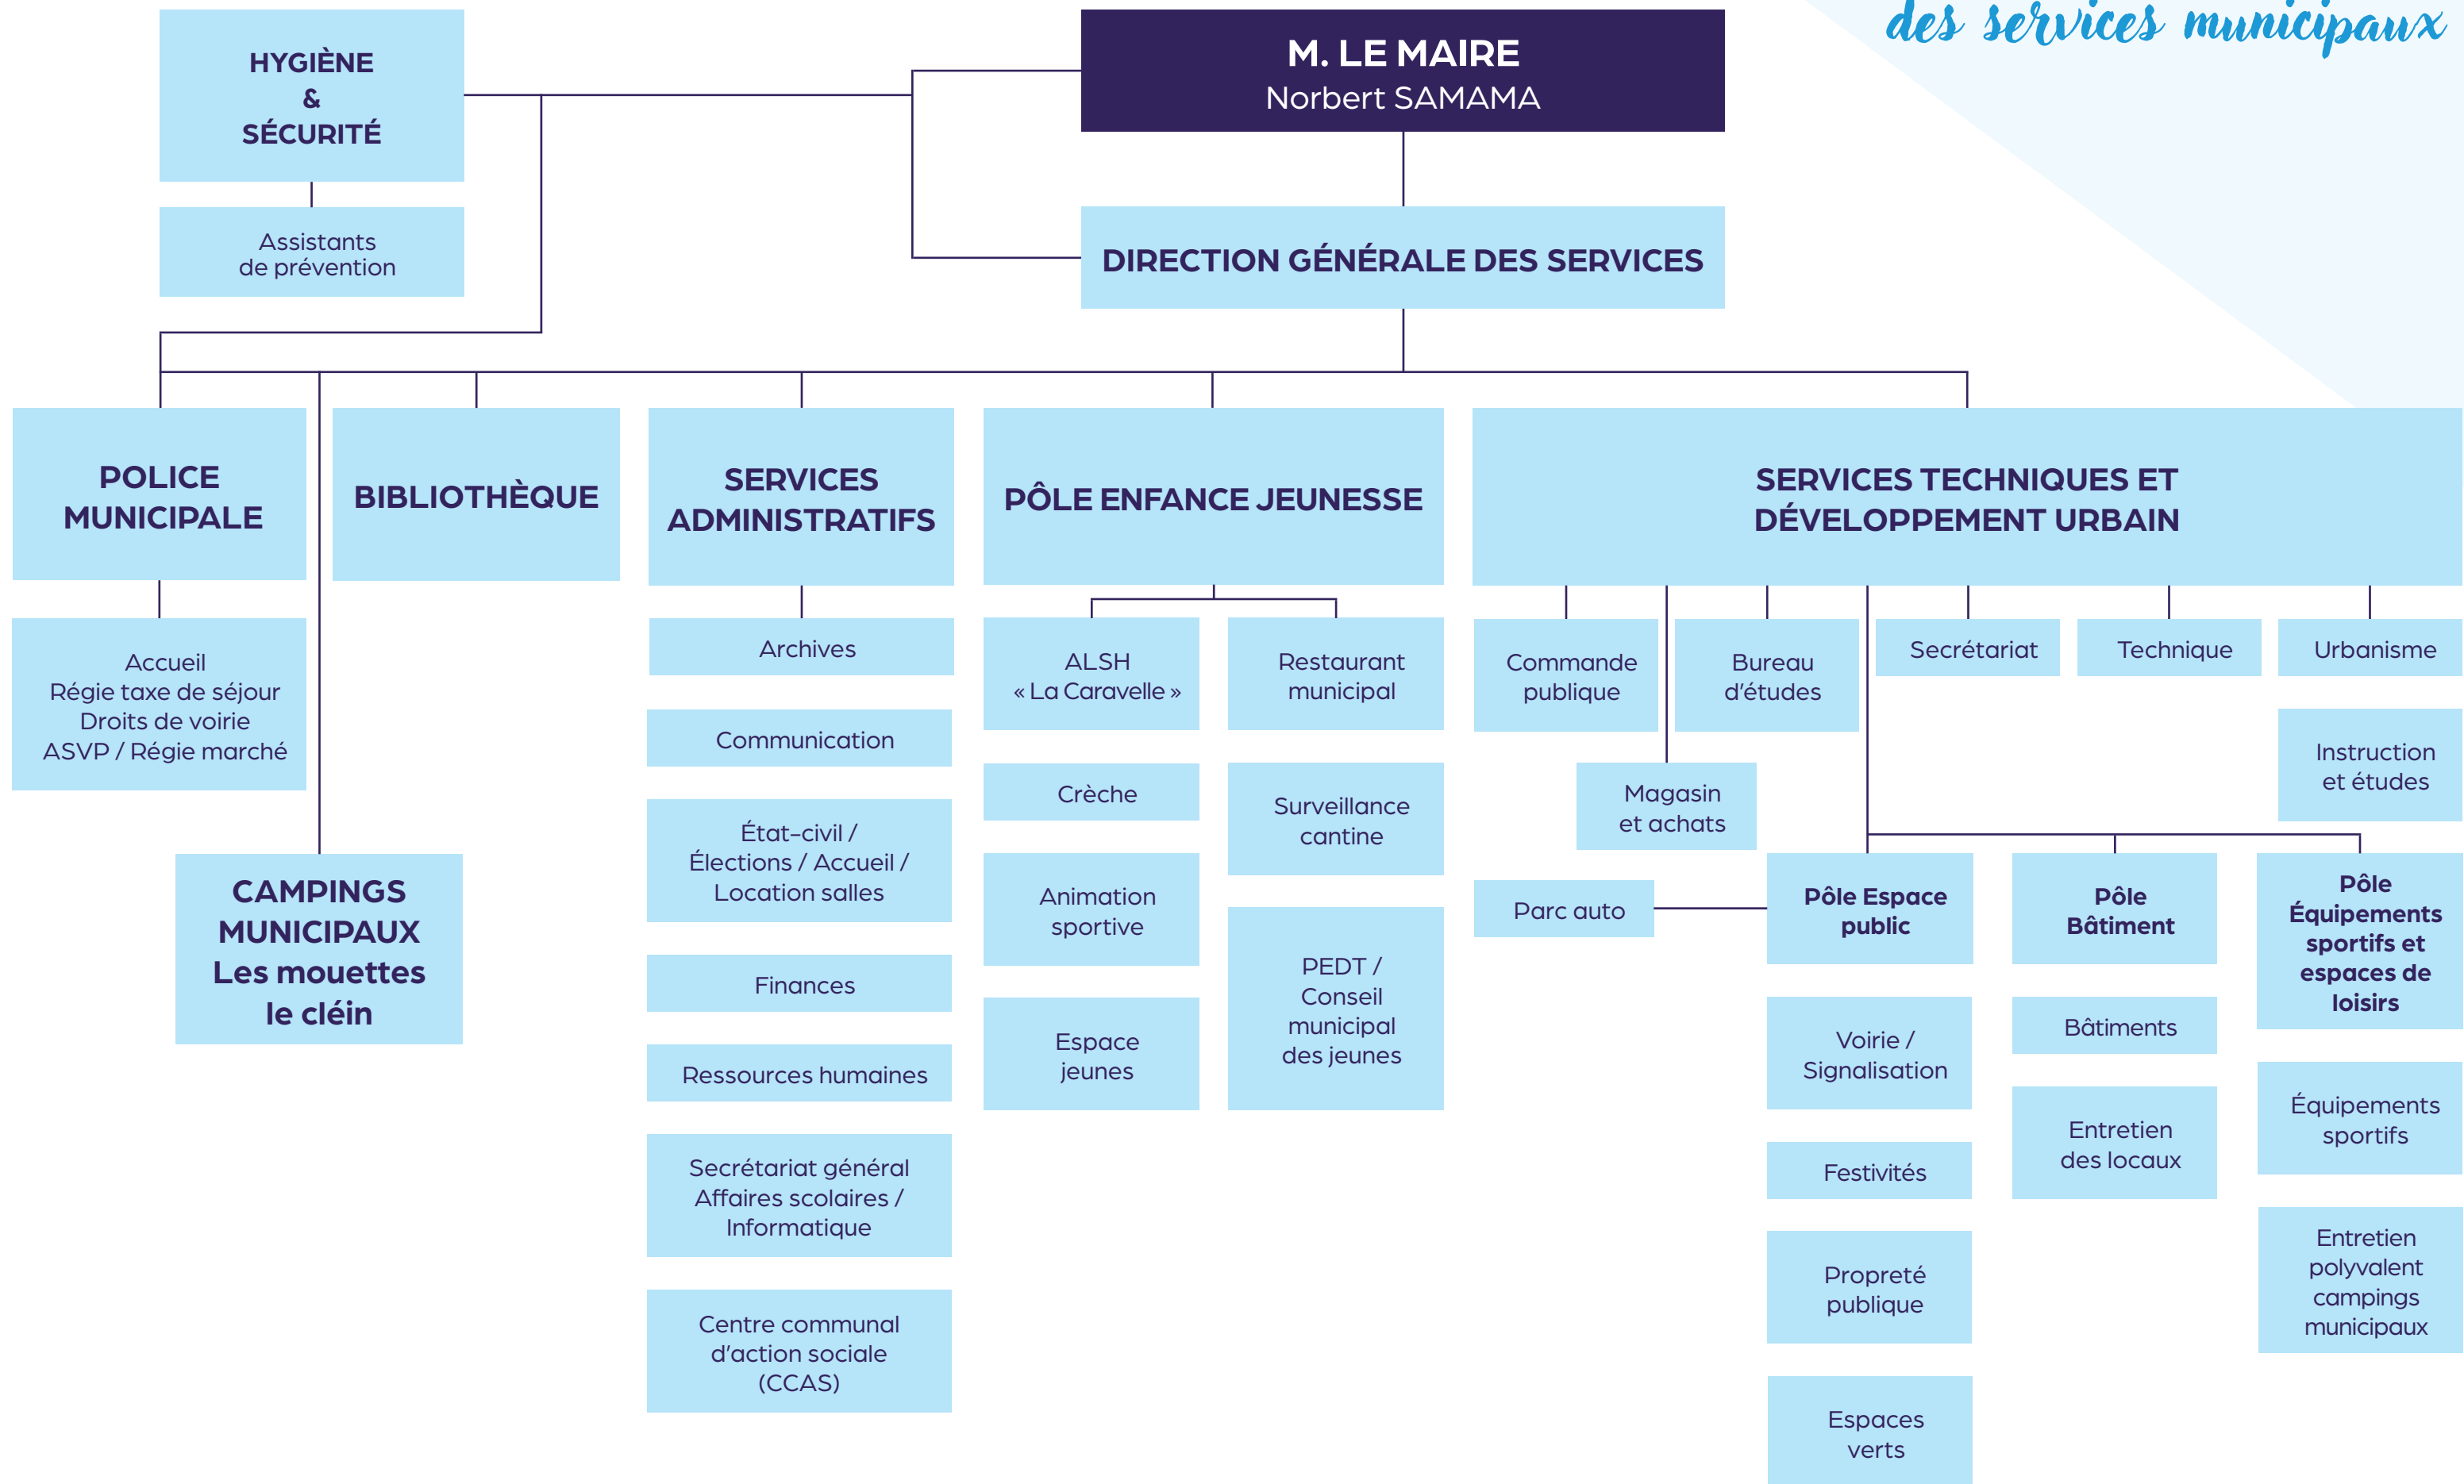 des services municipaux
HYGIÈNE
&
SÉCURITÉ
Assistants
de prévention
M. LE MAIRE
Norbert SAMAMA
DIRECTION GÉNÉRALE DES SERVICES
POLICE
MUNICIPALE
Accueil
Régie taxe de séjour
Droits de voirie
ASVP / Régie marché
CAMPINGS
MUNICIPAUX
Les mouettes
le cléin
BIBLIOTHÈQUE
SERVICES
ADMINISTRATIFS
Archives
Communication
État-civil /
Élections / Accueil /
Location salles
Finances
Ressources humaines
Secrétariat général
Affaires scolaires /
Informatique
Centre communal
d'action sociale
(CCAS)
PÔLE ENFANCE JEUNESSE
ALSH
« La Caravelle »
Crèche
Animation
sportive
Espace
jeunes
Restaurant
municipal
Surveillance
cantine
PEDT /
Conseil
municipal
des jeunes
SERVICES TECHNIQUES ET
DÉVELOPPEMENT URBAIN
Commande
publique
Magasin
et achats
Bureau
d'études
Secrétariat
Technique
Urbanisme
Instruction
et études
Parc auto
Pôle Espace
public
Voirie /
Signalisation
Festivités
Propreté
publique
Espaces
verts
Pôle
Bâtiment
Bâtiments
Entretien
des locaux
Pôle
Équipements
sportifs et
espaces de
loisirs
Équipements
sportifs
Entretien
polyvalent
campings
municipaux